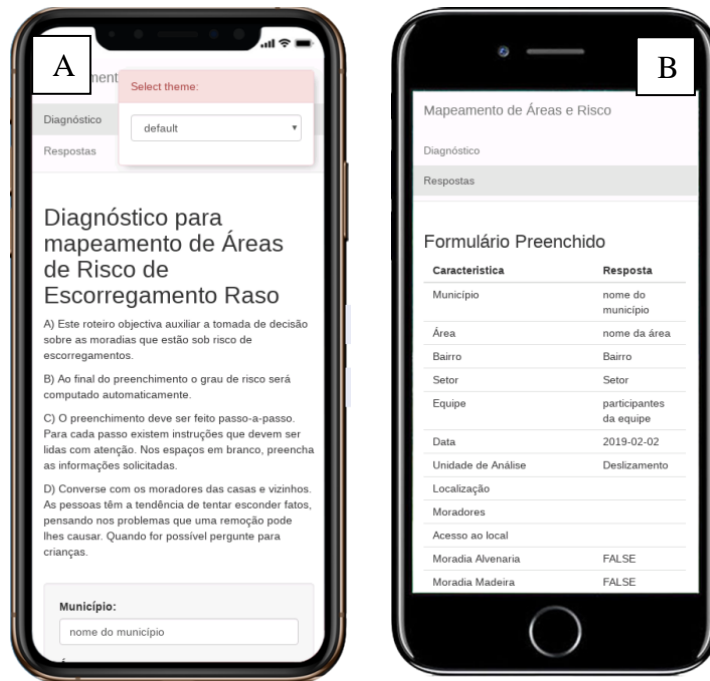 A
ment
Select theme:
default
Diagnóstico
Respostas
Diagnóstico para
mapeamento de Áreas
de Risco de
Escorregamento Raso
A) Este roteiro objectiva auxiliar a tomada de decisão
sobre as moradias que estão sob risco de
escorregamentos.
B) Ao final do preenchimento o grau de risco será
computado automaticamente.
C) O preenchimento deve ser feito passo-a-passo.
Para cada passo existem instruções que devem ser
lidas com atenção. Nos espaços em branco, preencha
as informações solicitadas.
D) Converse com os moradores das casas e vizinhos.
As pessoas têm a tendência de tentar esconder fatos,
pensando nos problemas que uma remoção pode
lhes causar. Quando for possível pergunte para
crianças.
Município:
nome do município
B
Mapeamento de Áreas e Risco
Diagnóstico
Respostas
Formulário Preenchido
Caracteristica Resposta
Município nome do
município
Área nome da área
Bairro Bairro
Setor Setor
Equipe participantes
da equipe
Data 2019-02-02
Unidade de Análise Deslizamento
Localização
Moradores
Acesso ao local
Moradia Alvenaria FALSE
Moradia Madeira FALSE